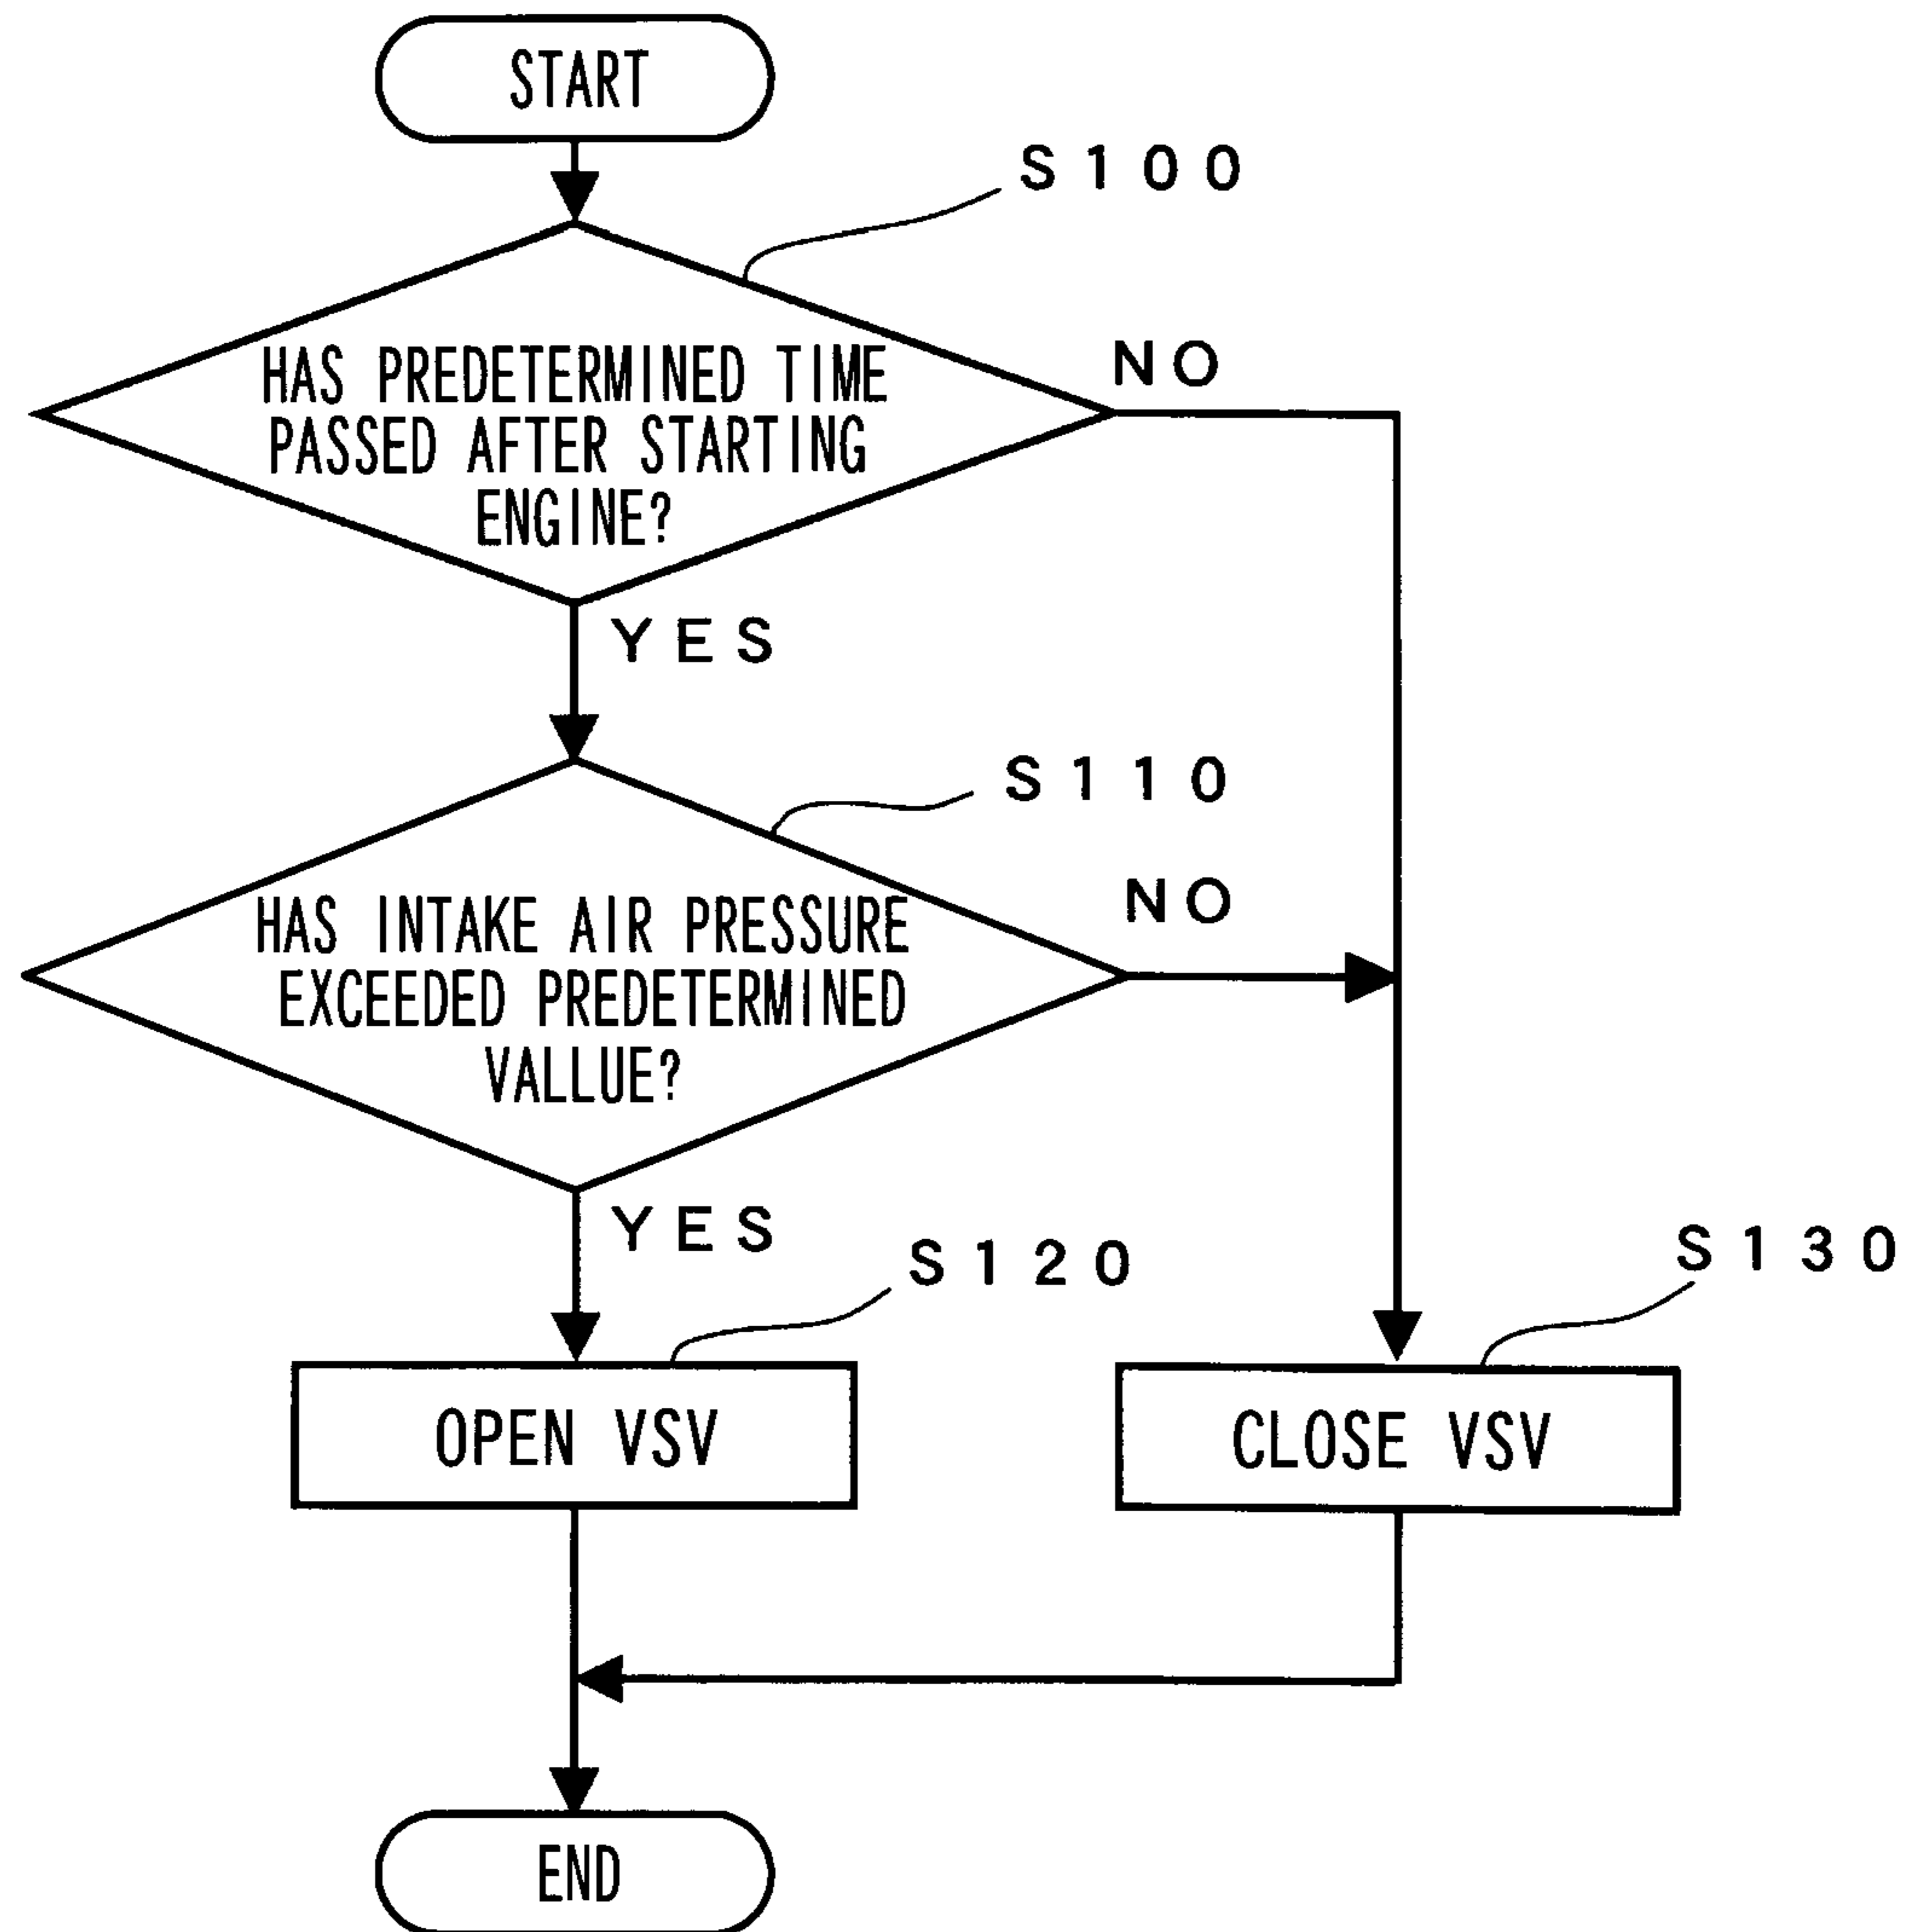 START
S100
HAS PREDETERMINED TIME
PASSED AFTER STARTING
ENGINE?
NO
YES
S110
HAS INTAKE AIR PRESSURE
EXCEEDED PREDETERMINED
VALLUE?
NO
YES
S120
S130
OPEN VSV
CLOSE VSV
END